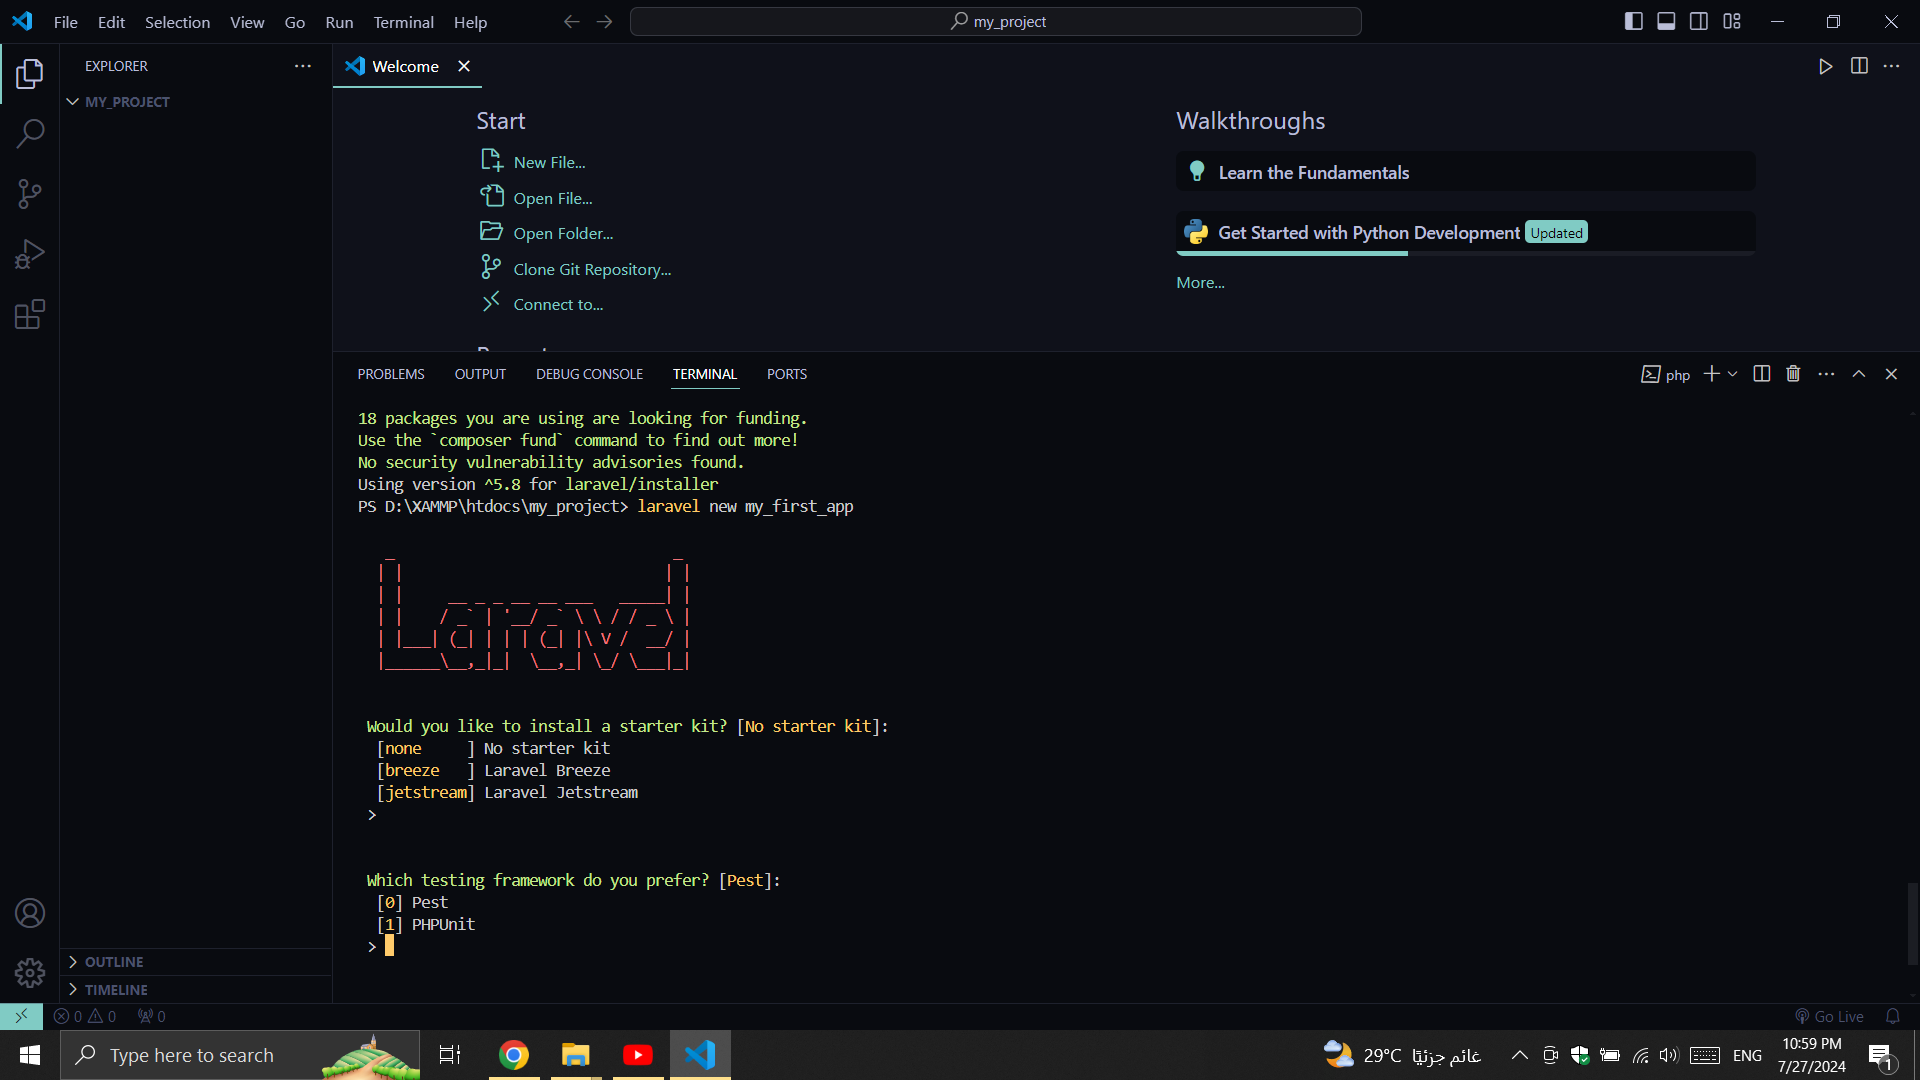 File Edit Selection View Go Run Terminal Help
my_project
EXPLORER
MY_PROJECT
OUTLINE
TIMELINE
Welcome
Start
New File...
Open File...
Open Folder...
Clone Git Repository...
Connect to...
Walkthroughs
Learn the Fundamentals
Get Started with Python Development Updated
More...
PROBLEMS OUTPUT DEBUG CONSOLE TERMINAL PORTS
php
18 packages you are using are looking for funding.
Use the `composer fund` command to find out more!
No security vulnerability advisories found.
Using version ^5.8 for laravel/installer
PS D:\XAMMP\htdocs\my_project> laravel new my_first_app
Laravel
Would you like to install a starter kit? [No starter kit]:
[none     ] No starter kit
[breeze   ] Laravel Breeze
[jetstream] Laravel Jetstream
>
Which testing framework do you prefer? [Pest]:
[0] Pest
[1] PHPUnit
>
0 0 0
Go Live
Type here to search
29°C غائم جزئيًا
ENG
10:59 PM
7/27/2024
1